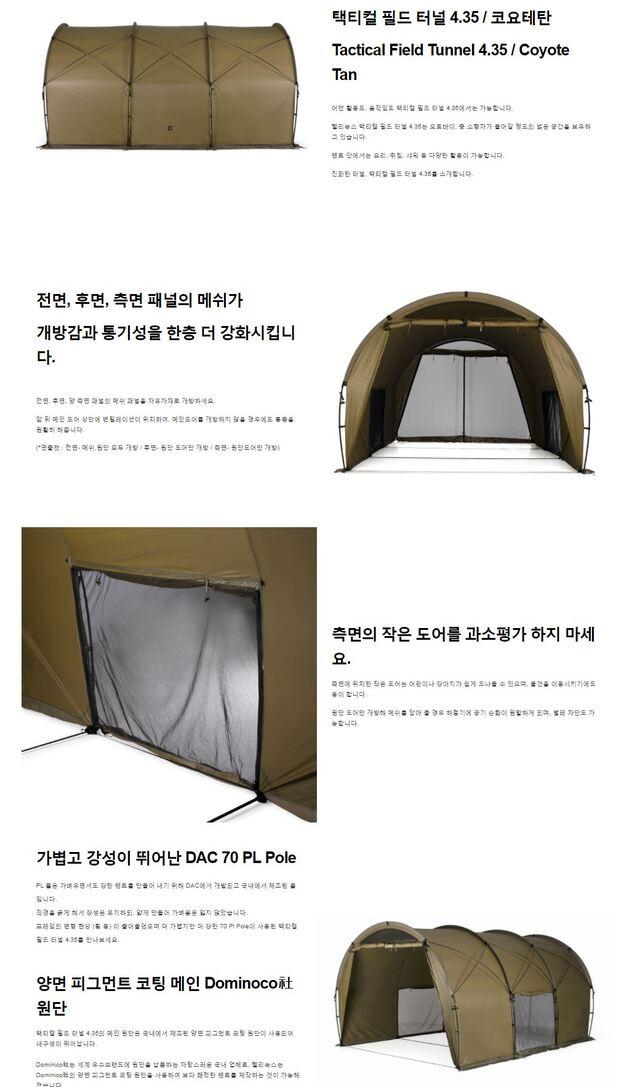 택티컬 필드 터널 4.35 / 코요테탄
Tactical Field Tunnel 4.35 / Coyote
Tan
어떤 활동도, 움직임도 택티컬 필드 터널 4.35에서는 가능합니다.
헬리녹스 택티컬 필드 터널 4.35는 오토바이, 중.소형차가 들어갈 정도의 넓은 공간을 보유하
고 있습니다.
텐트 안에서는 요리, 취침, 샤워 등 다양한 활동이 가능합니다.
진화한 터널, 택티컬 필드 터널 4.35를 소개합니다.
전면, 후면, 측면 패널의 메쉬가
개방감과 통기성을 한층 더 강화시킵니
다.
전면, 후면, 양 측면 패널의 메쉬 패널을 자유자재로 개방하세요.
앞 뒤 메인 도어 상단에 벤틸레이션이 위치하여, 메인도어를 개방하지 않을 경우에도 통풍을
원활히 해줍니다.
(*연출컷 : 전면- 메쉬,원단 모두 개방 / 후면- 원단 도어만 개방 / 측면- 원단도어만 개방)
측면의 작은 도어를 과소평가 하지 마세
요.
측면에 위치한 작은 도어는 어린이나 강아지가 쉽게 드나들 수 있으며, 물건을 이동시키기에도
용이 합니다.
원단 도어만 개방해 메쉬를 닫아 둘 경우 하절기에 공기 순환이 원활하게 되며, 벌레 차단도 가
능합니다.
가볍고 강성이 뛰어난 DAC 70 PL Pole
PL 폴은 가벼우면서도 강한 텐트를 만들어 내기 위해 DAC에서 개발되고 국내에서 제조된 폴
입니다.
직경을 굵게 해서 강성은 유지하되, 얇게 만들어 가벼움은 잃지 않았습니다.
프레임의 변형 현상 (휨 등) 이 줄어들었으며 더 가볍지만 더 강한 70 Pl Pole이 사용된 택티컬
필드 터널 4.35를 만나보세요.
양면 피그먼트 코팅 메인 Dominoco社
원단
택티컬 필드 터널 4.35의 메인 원단은 국내에서 제조된 양면 피그먼트 코팅 원단이 사용되어
내구성이 뛰어납니다.
Dominico社는 세계 우수브랜드에 원단을 납품하는 자랑스러운 국내 업체로, 헬리녹스는
Dominico社의 양면 피그먼트 코팅 원단을 사용하여 보다 쾌적한 텐트를 제작하는 것이 가능해
졌습니다.